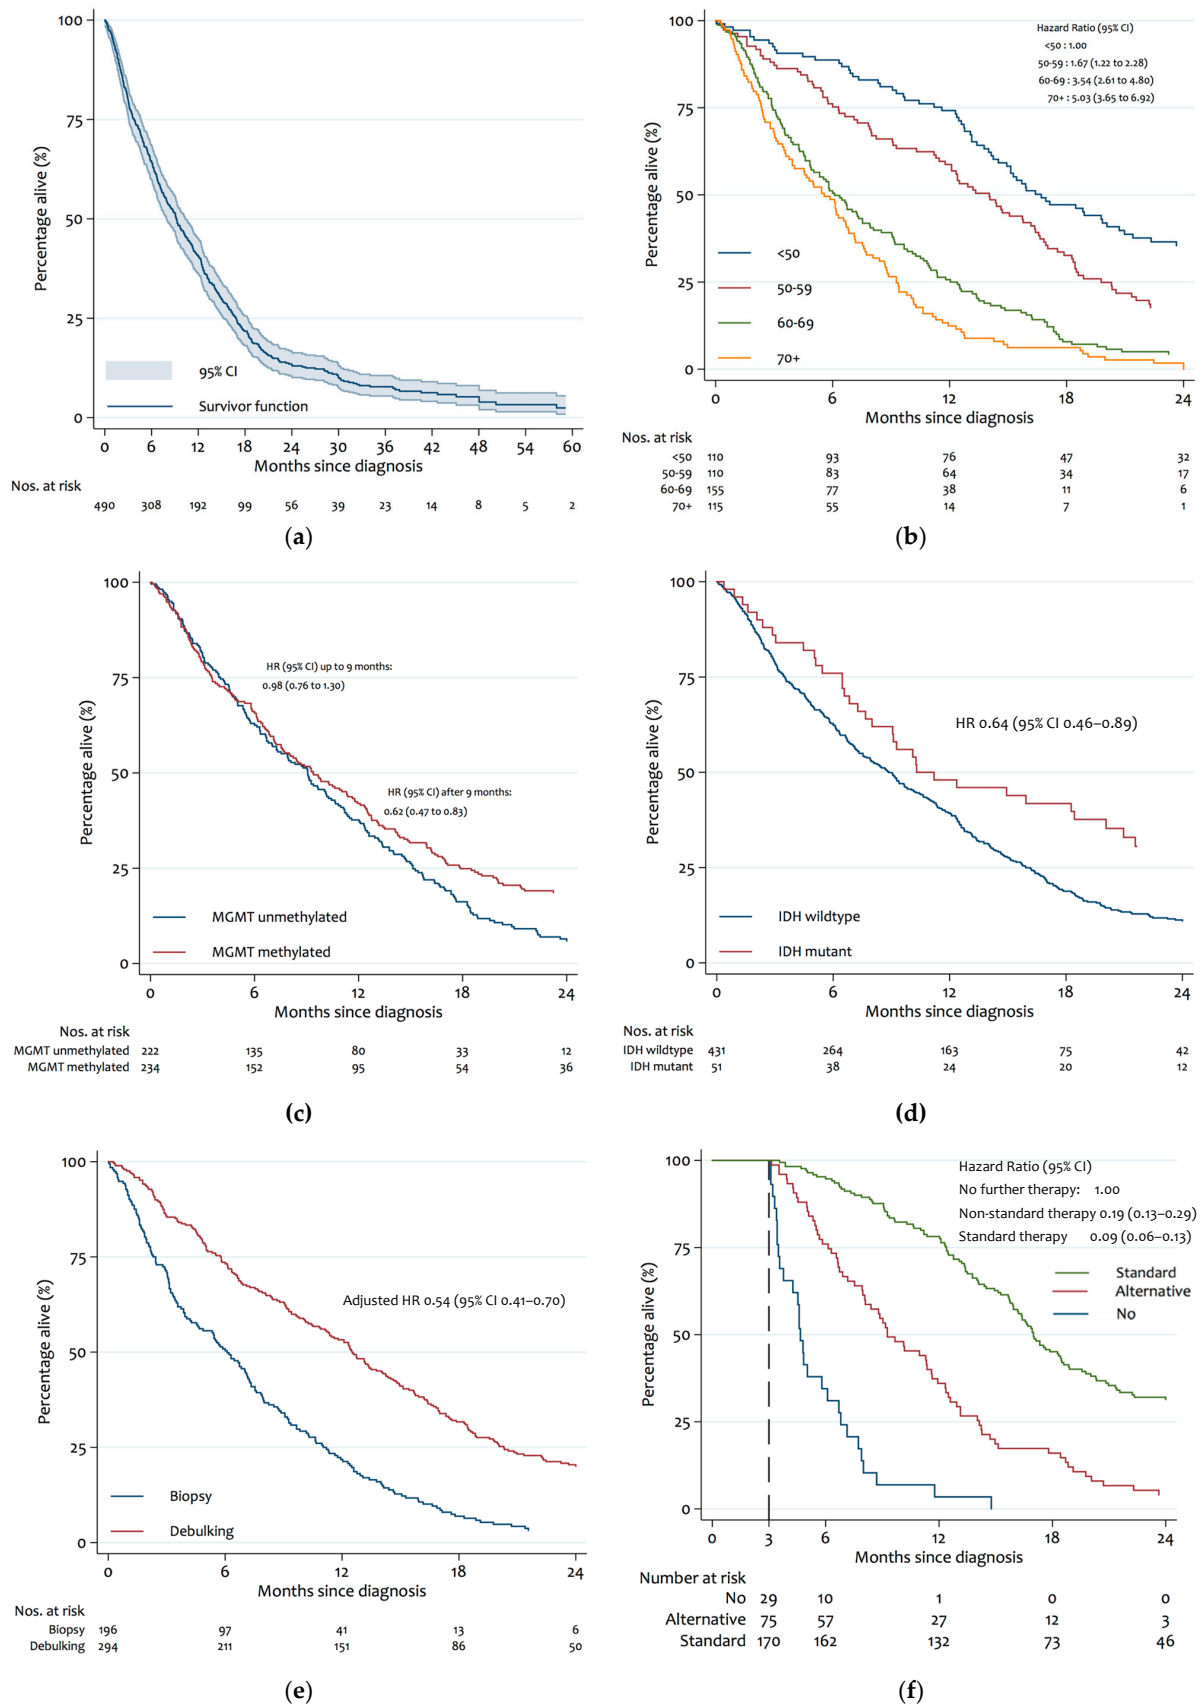 100
75
50
25
0
Percentage alive (%)
95% CI
Survivor function
0 6 12 18 24 30 36 42 48 54 60
Months since diagnosis
Nos. at risk
490 308 192 99 56 39 23 14 8 5 2
(a)
100
75
50
25
0
Percentage alive (%)
Hazard Ratio (95% CI)
<50 : 1.00
50-59 : 1.67 (1.22 to 2.28)
60-69 : 3.54 (2.61 to 4.80)
70+ : 5.03 (3.65 to 6.92)
<50
50-59
60-69
70+
0 6 12 18 24
Months since diagnosis
Nos. at risk
<50 110 93 76 47 32
50-59 110 83 64 34 17
60-69 155 77 38 11 6
70+ 115 55 14 7 1
(b)
100
75
50
25
0
Percentage alive (%)
HR (95% CI) up to 9 months:
0.98 (0.76 to 1.30)
HR (95% CI) after 9 months:
0.62 (0.47 to 0.83)
MGMT unmethylated
MGMT methylated
0 6 12 18 24
Months since diagnosis
Nos. at risk
MGMT unmethylated 222 135 80 33 12
MGMT methylated 234 152 95 54 36
(c)
100
75
50
25
0
Percentage alive (%)
HR 0.64 (95% CI 0.46–0.89)
IDH wildtype
IDH mutant
0 6 12 18 24
Months since diagnosis
Nos. at risk
IDH wildtype 431 264 163 75 42
IDH mutant 51 38 24 20 12
(d)
100
75
50
25
0
Percentage alive (%)
Adjusted HR 0.54 (95% CI 0.41–0.70)
Biopsy
Debulking
0 6 12 18 24
Months since diagnosis
Nos. at risk
Biopsy 196 97 41 13 6
Debulking 294 211 151 86 50
(e)
100
75
50
25
0
Percentage alive (%)
Hazard Ratio (95% CI)
No further therapy: 1.00
Non-standard therapy 0.19 (0.13–0.29)
Standard therapy 0.09 (0.06–0.13)
Standard
Alternative
No
0 3 6 12 18 24
Months since diagnosis
Number at risk
No 29 10 1 0 0
Alternative 75 57 27 12 3
Standard 170 162 132 73 46
(f)